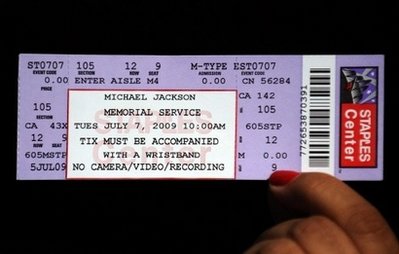 ST0707 105 12 9 M-TYPE EST0707
EVENT CODE SECTION ROW SEAT ADMISSION EVENT CODE
0.00 ENTER AISLE M4 0.00 CN 56284
PRICE
MICHAEL JACKSON
MEMORIAL SERVICE
TUES JULY 7, 2009 10:00AM
TIX MUST BE ACCOMPANIED
WITH A WRISTBAND
NO CAMERA/VIDEO/RECORDING
105
CA 43X
12 9
ROW SEAT
605MSTP
5JUL09
CA 142
105
605STP
12
M 0.00
9
772653870391
STAPLES
Center